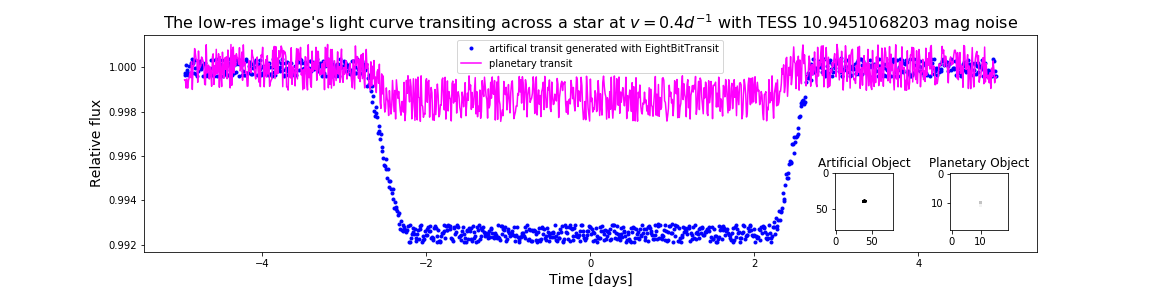 The low-res image's light curve transiting across a star at v = 0.4d⁻¹ with TESS 10.9451068203 mag noise
artifical transit generated with EightBitTransit
planetary transit
Relative flux
1.000
0.998
0.996
0.994
0.992
Artificial Object
0
50
0 50
Planetary Object
0
10
0 10
−4 −2 0 2 4
Time [days]